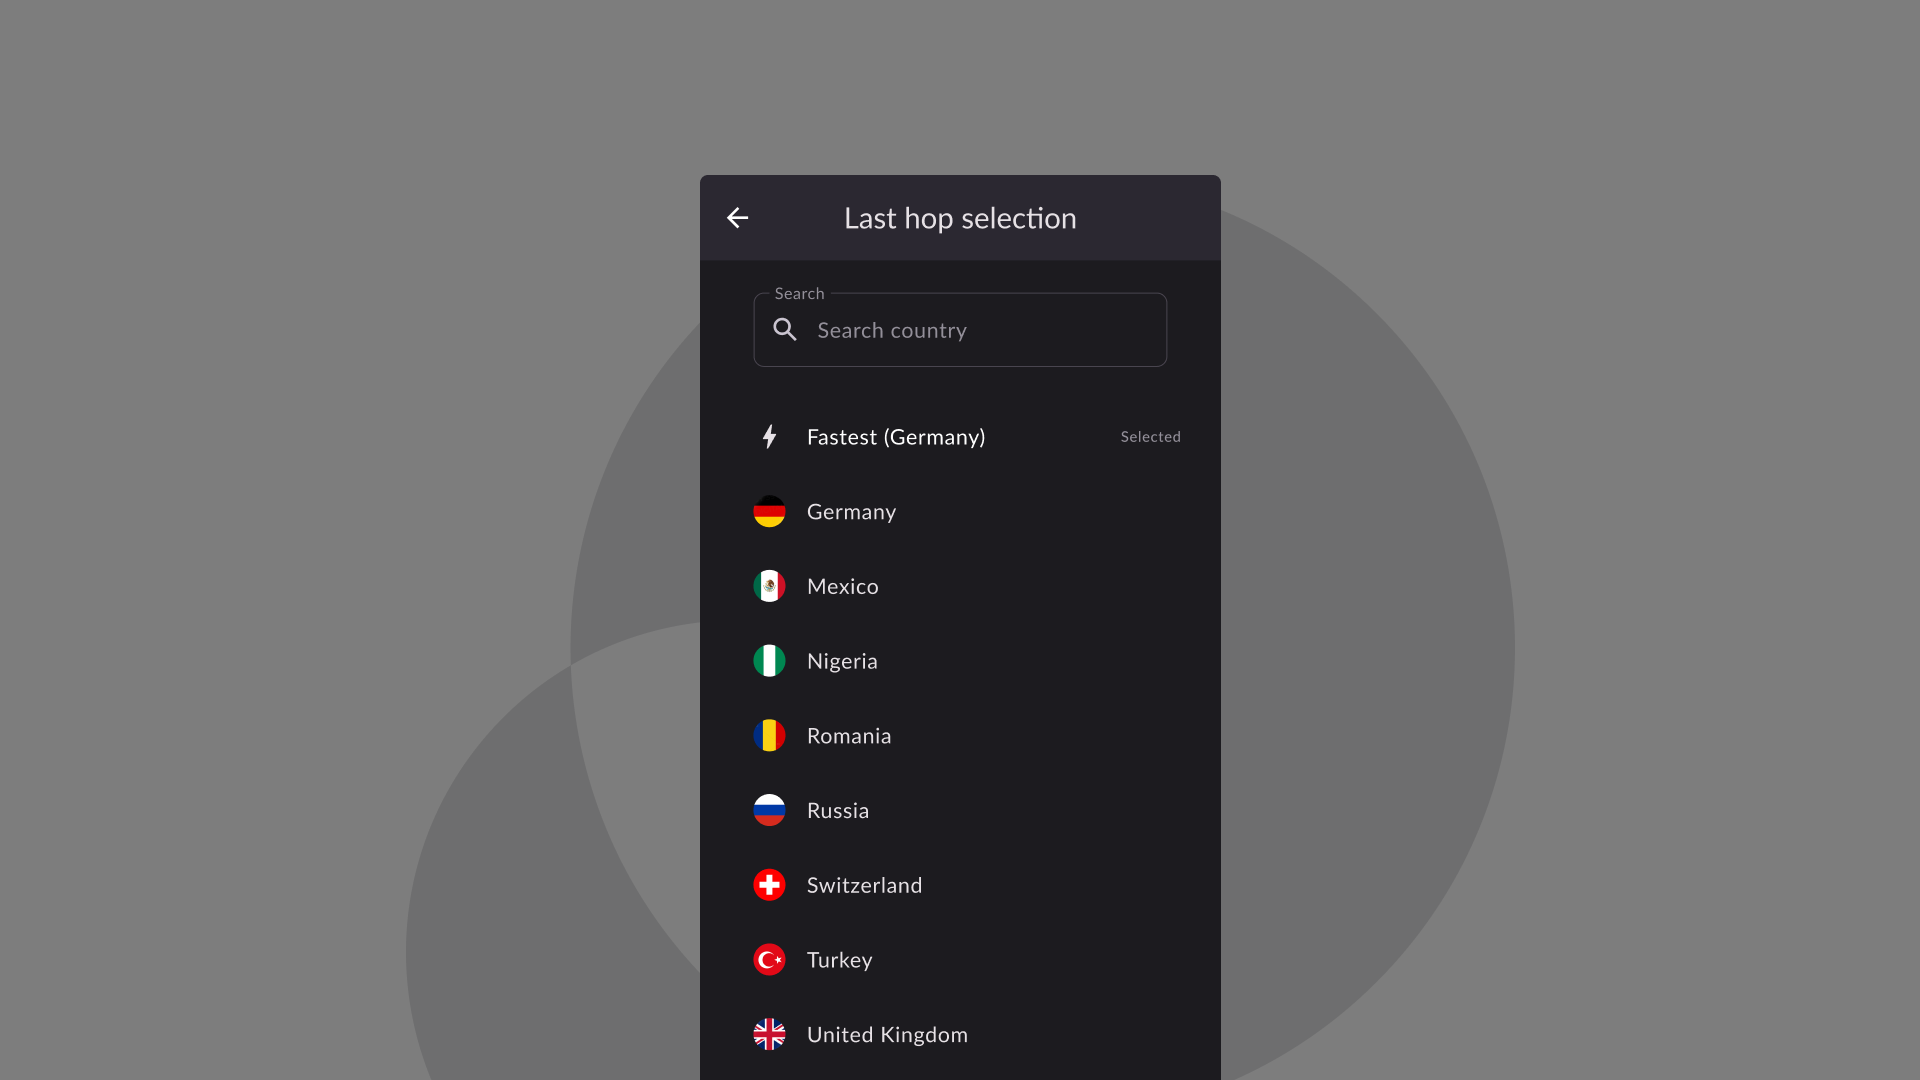 Last hop selection
Search
Search country
Fastest (Germany) Selected
Germany
Mexico
Nigeria
Romania
Russia
Switzerland
Turkey
United Kingdom